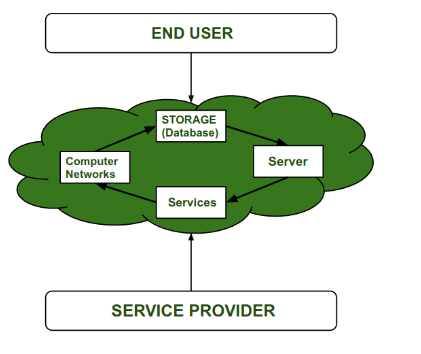 END USER
STORAGE
(Database)
Computer
Networks
Server
Services
SERVICE PROVIDER